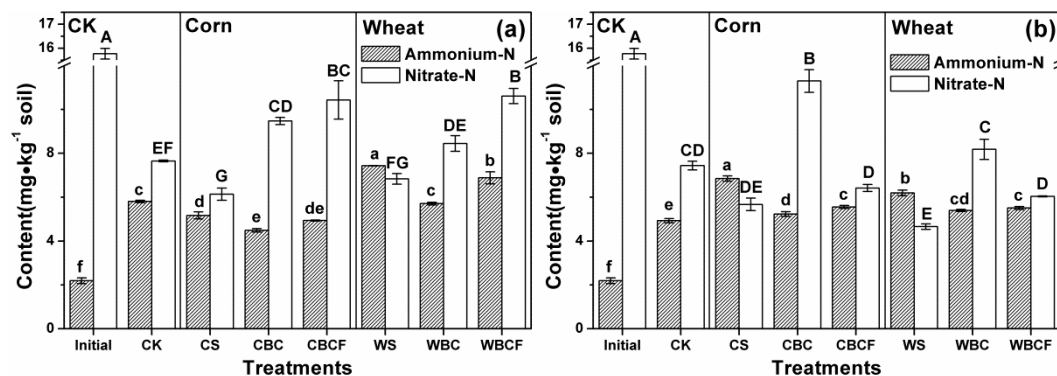 CK Corn Wheat (a)
Ammonium-N
Nitrate-N
Content(mg•kg⁻¹ soil)
17
16
8
4
0
f A c EF d G e CD de BC a FG c DE b B
Initial CK CS CBC CBCF WS WBC WBCF
Treatments
CK Corn Wheat (b)
Ammonium-N
Nitrate-N
Content(mg•kg⁻¹ soil)
17
16
8
4
0
f A e CD a DE d B c D b E cd C c D
Initial CK CS CBC CBCF WS WBC WBCF
Treatments